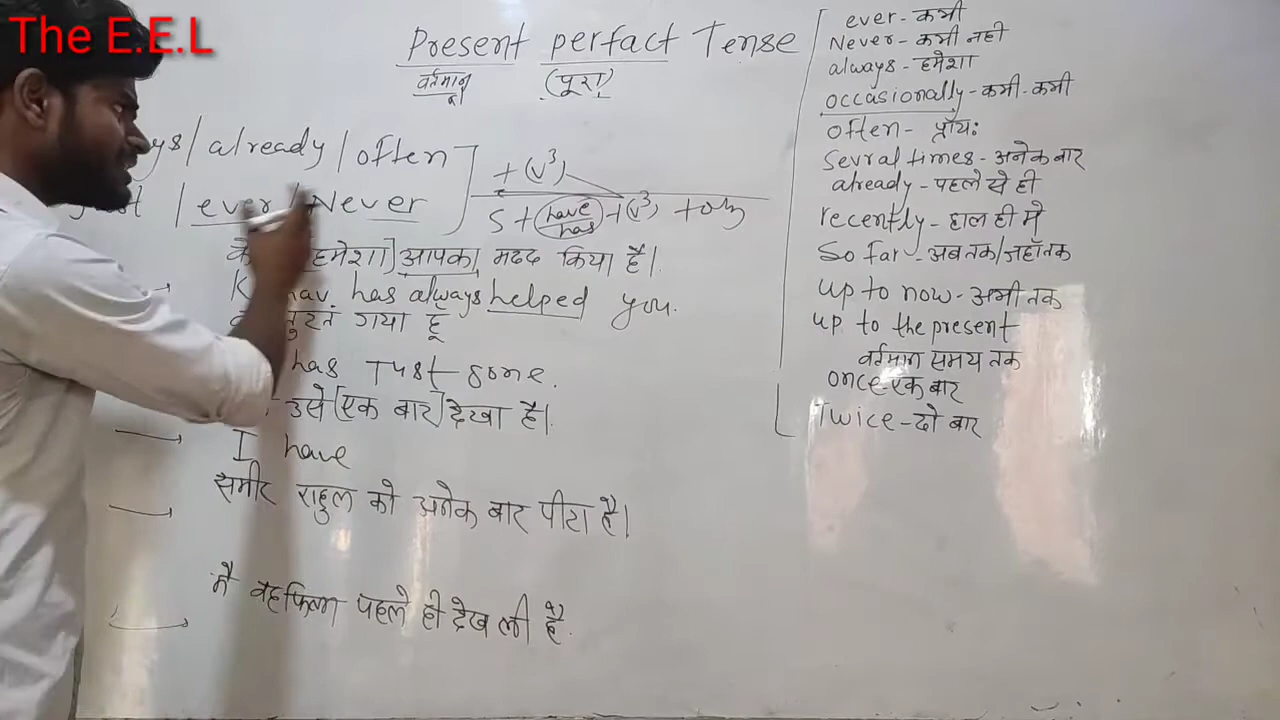 The E.E.L
Present perfact Tense
वर्तमान (पूरा)
/ already / often
+ (v³)
/ ever / Never
S + have has + (v³) + obj
हमेशा] आपका मदद किया है।
has always helped you.
गया हूँ
has Just gone.
उसे [एक बार] देखा है।
I have
समीर राहुल को अनेक बार पीटा है।
मै वह फिल्म पहले ही देख ली है.
ever - कभी
Never - कभी नही
always - हमेशा
occasionally - कभी-कभी
often - प्रॉय:
Sevral times - अनेक बार
already - पहले से ही
recently - हाल ही मे
So far - अब तक/जहाँ तक
up to now - अभी तक
up to the present
वर्तमान समय तक
once - एक बार
Twice - दो बार